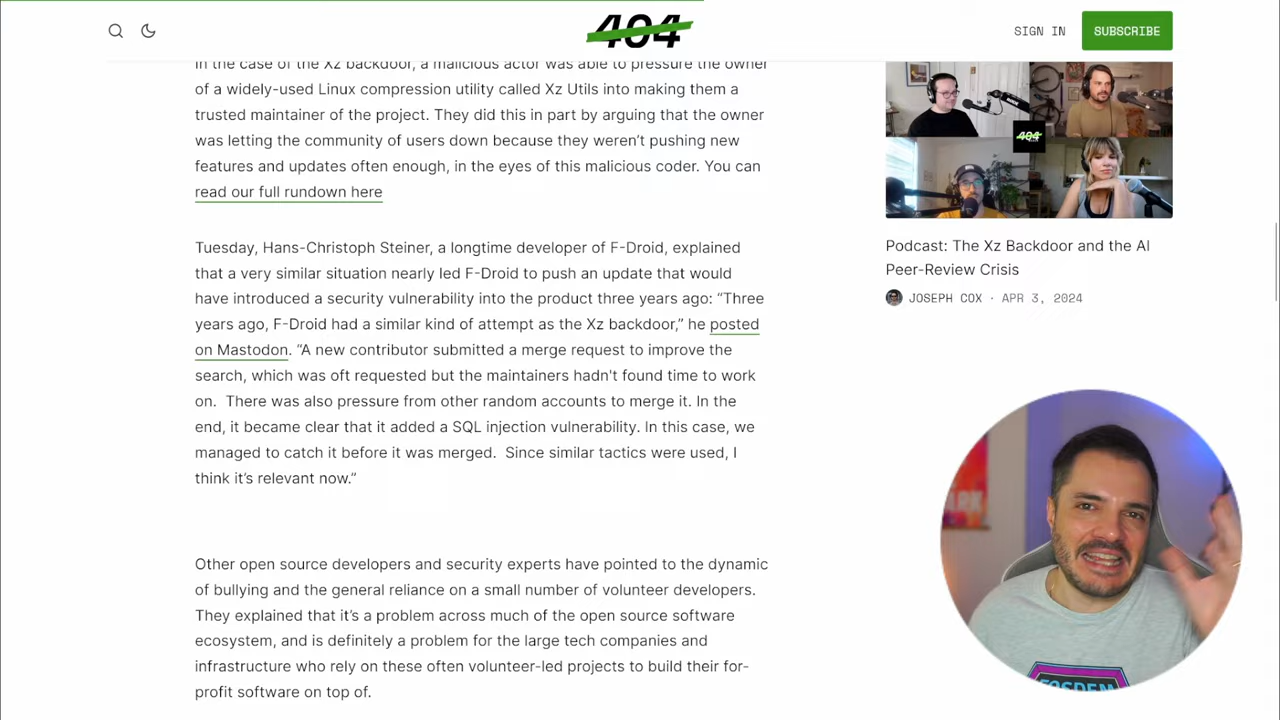 404
SIGN IN
SUBSCRIBE
In the case of the Xz backdoor, a malicious actor was able to pressure the owner
of a widely-used Linux compression utility called Xz Utils into making them a
trusted maintainer of the project. They did this in part by arguing that the owner
was letting the community of users down because they weren’t pushing new
features and updates often enough, in the eyes of this malicious coder. You can
read our full rundown here
Tuesday, Hans-Christoph Steiner, a longtime developer of F-Droid, explained
that a very similar situation nearly led F-Droid to push an update that would
have introduced a security vulnerability into the product three years ago: “Three
years ago, F-Droid had a similar kind of attempt as the Xz backdoor,” he posted
on Mastodon. “A new contributor submitted a merge request to improve the
search, which was oft requested but the maintainers hadn't found time to work
on.  There was also pressure from other random accounts to merge it. In the
end, it became clear that it added a SQL injection vulnerability. In this case, we
managed to catch it before it was merged.  Since similar tactics were used, I
think it’s relevant now.”
Other open source developers and security experts have pointed to the dynamic
of bullying and the general reliance on a small number of volunteer developers.
They explained that it’s a problem across much of the open source software
ecosystem, and is definitely a problem for the large tech companies and
infrastructure who rely on these often volunteer-led projects to build their for-
profit software on top of.
404
Podcast: The Xz Backdoor and the AI
Peer-Review Crisis
JOSEPH COX · APR 3, 2024
FOSDEM